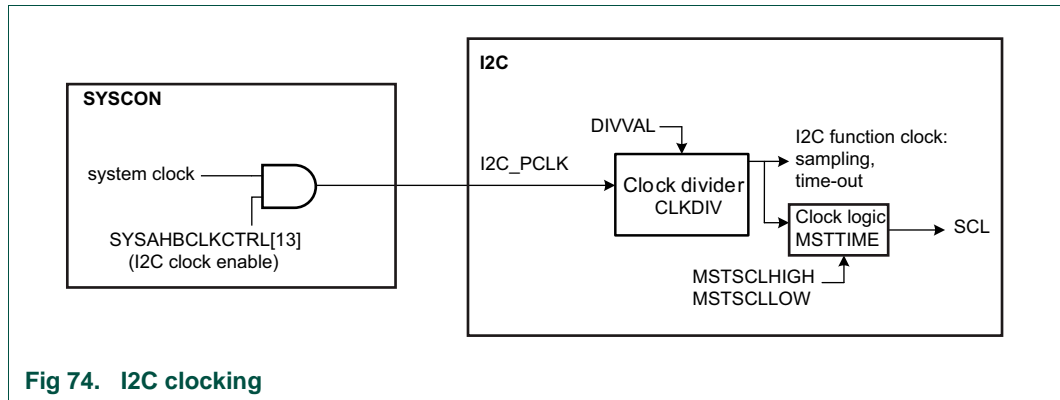 I2C
SYSCON
DIVVAL
I2C function clock:
sampling,
time-out
system clock
I2C_PCLK
Clock divider
CLKDIV
Clock logic
MSTTIME
SCL
SYSAHBCLKCTRL[13]
(I2C clock enable)
MSTSCLHIGH
MSTSCLLOW
Fig 74. I2C clocking